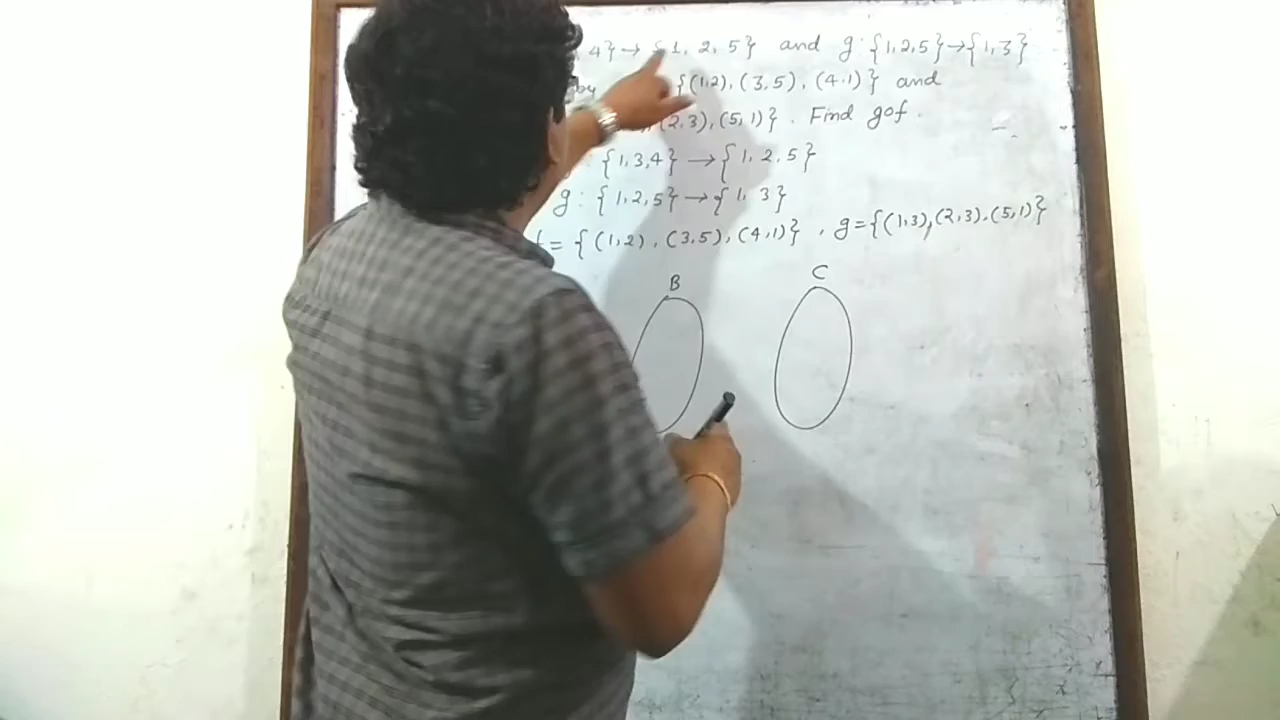 4} → {1, 2, 5} and g : {1,2,5} → {1,3}
by {(1,2), (3,5), (4,1)} and
(2,3), (5,1)} . Find gof .
: {1,3,4} → {1, 2, 5}
g : {1,2,5} → {1, 3}
f = {(1,2), (3,5), (4,1)} , g = {(1,3), (2,3), (5,1)}
B C